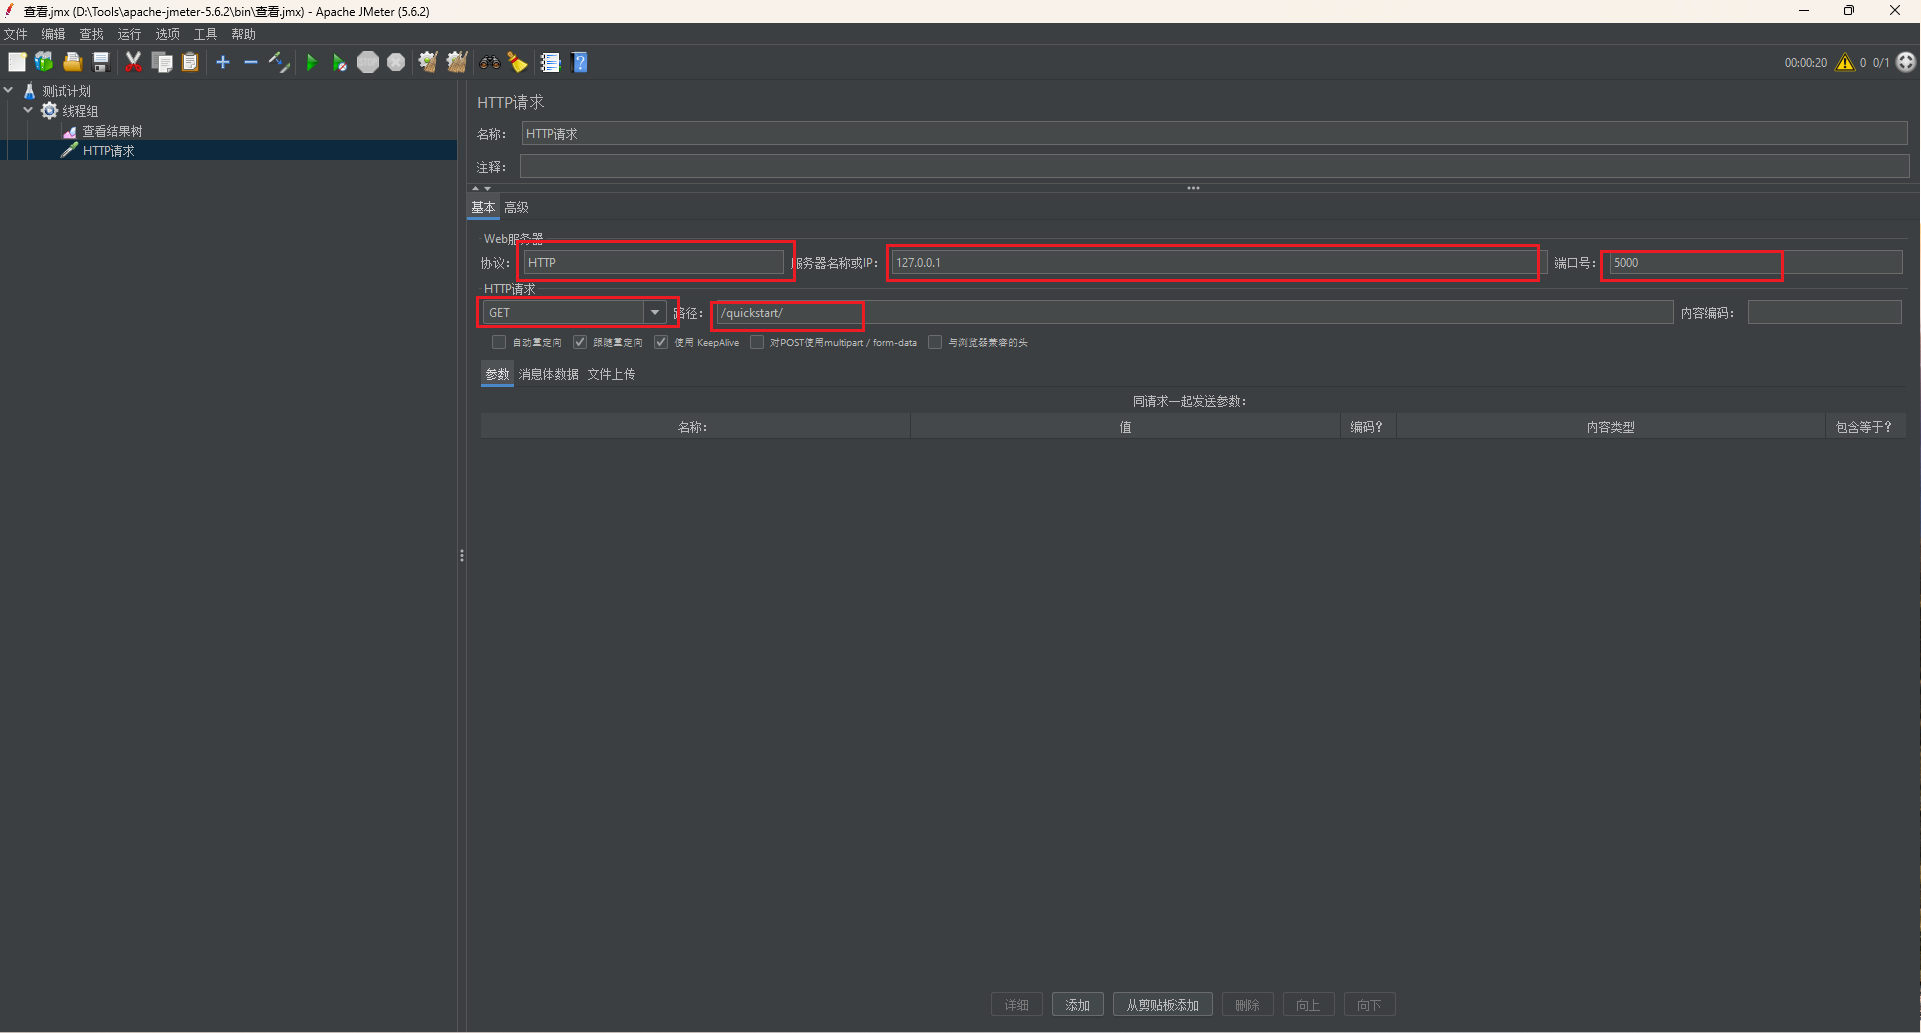 查看.jmx (D:\Tools\apache-jmeter-5.6.2\bin\查看.jmx) - Apache JMeter (5.6.2)
文件 编辑 查找 运行 选项 工具 帮助
00:00:20 0 0/1
测试计划
线程组
查看结果树
HTTP请求
HTTP请求
名称： HTTP请求
注释：
基本 高级
Web服务器
协议： HTTP 服务器名称或IP： 127.0.0.1 端口号： 5000
HTTP请求
GET 路径： /quickstart/ 内容编码：
自动重定向 跟随重定向 使用 KeepAlive 对POST使用multipart / form-data 与浏览器兼容的头
参数 消息体数据 文件上传
同请求一起发送参数：
名称： 值 编码？ 内容类型 包含等于？
详细 添加 从剪贴板添加 删除 向上 向下